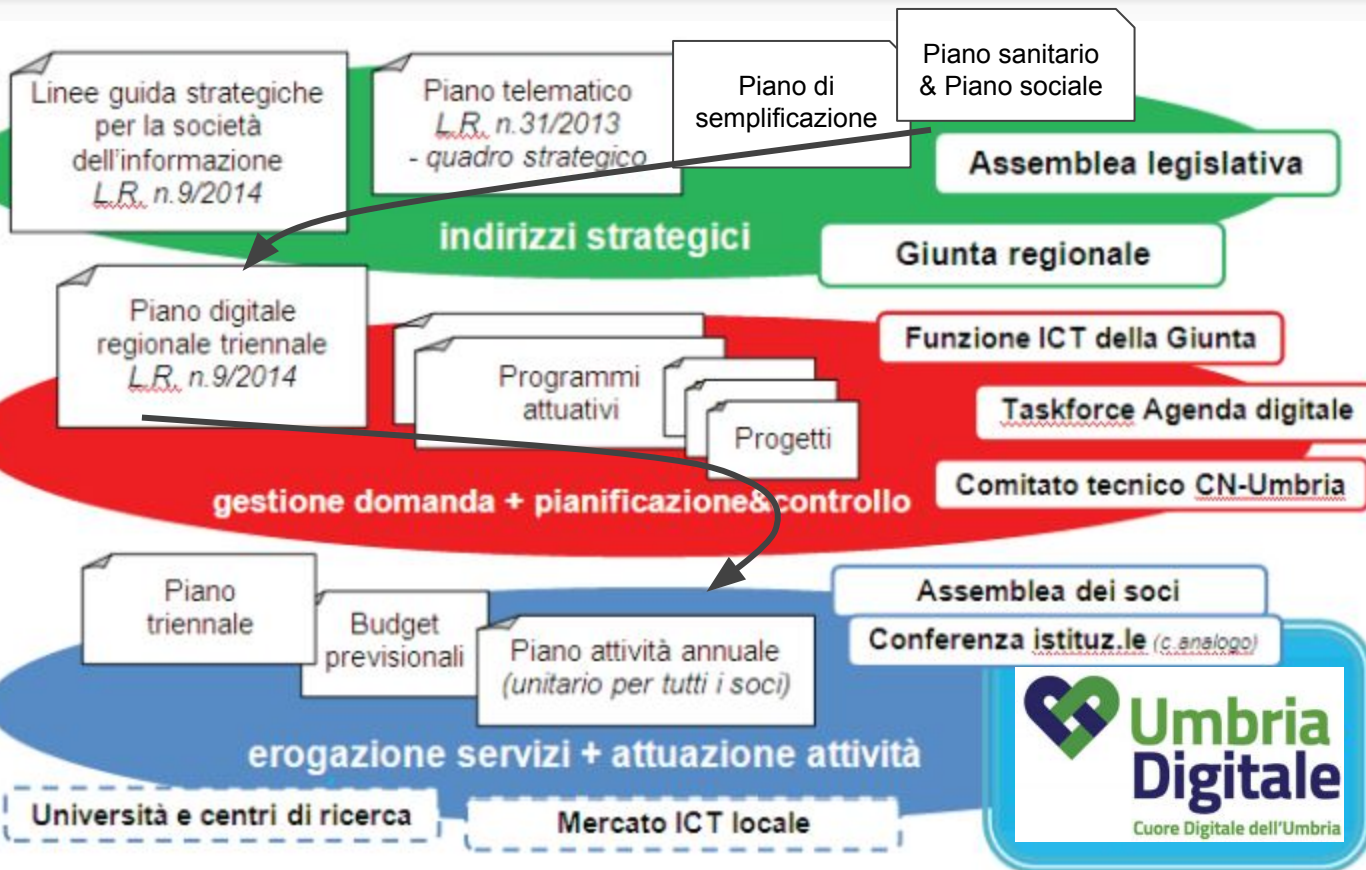 Linee guida strategiche
per la società
dell'informazione
L.R. n.9/2014
Piano telematico
L.R. n.31/2013
- quadro strategico
Piano di
semplificazione
Piano sanitario
& Piano sociale
Assemblea legislativa
indirizzi strategici
Giunta regionale
Piano digitale
regionale triennale
L.R. n.9/2014
Programmi
attuativi
Progetti
Funzione ICT della Giunta
Taskforce Agenda digitale
Comitato tecnico CN-Umbria
gestione domanda + pianificazione&controllo
Piano
triennale
Budget
previsionali
Piano attività annuale
(unitario per tutti i soci)
Assemblea dei soci
Conferenza istituz.le (c.analogo)
erogazione servizi + attuazione attività
Umbria
Digitale
Cuore Digitale dell'Umbria
Università e centri di ricerca
Mercato ICT locale